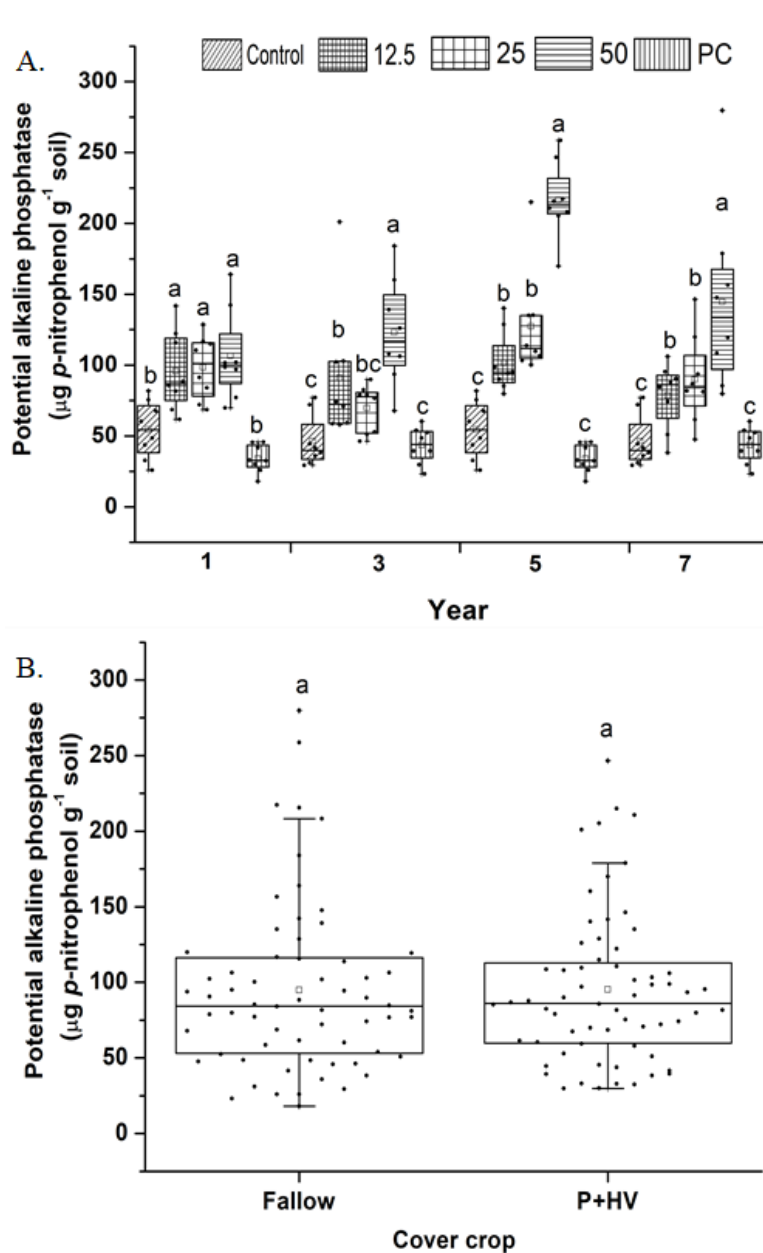 A.
Control 12.5 25 50 PC
Potential alkaline phosphatase
(μg p-nitrophenol g⁻¹ soil)
300
250
200
150
100
50
0
b a a a b
c b bc a c
c b b a c
c b b a c
1 3 5 7
Year
B.
Potential alkaline phosphatase
(μg p-nitrophenol g⁻¹ soil)
300
250
200
150
100
50
0
a a
Fallow P+HV
Cover crop